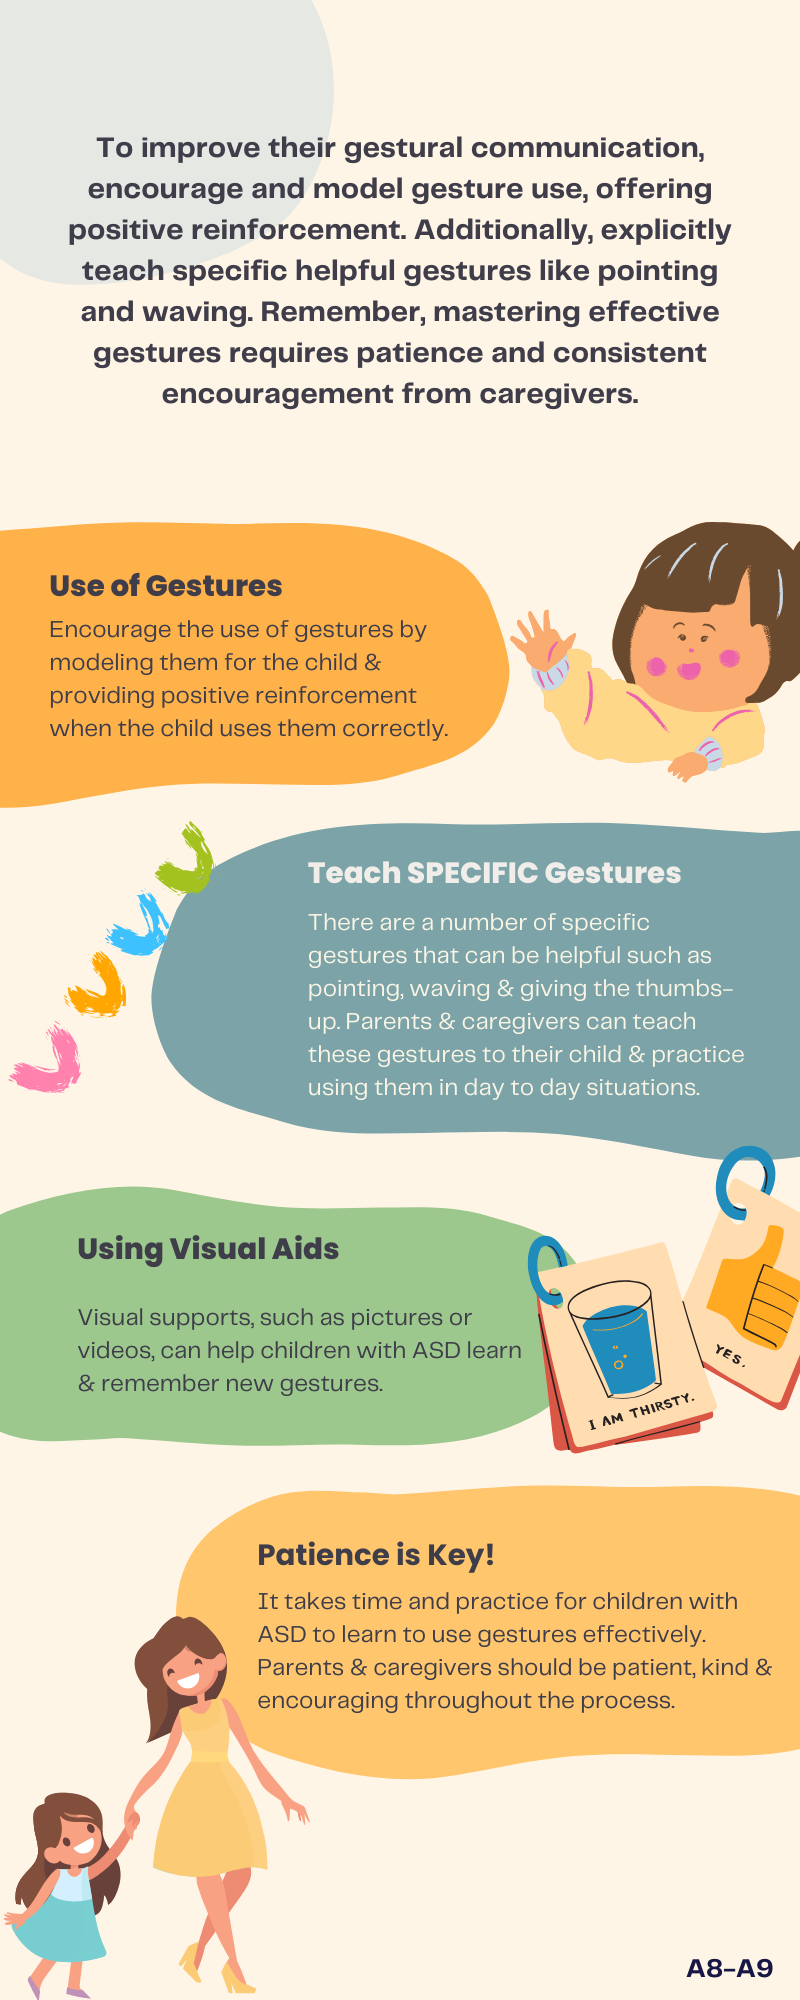 To improve their gestural communication,
encourage and model gesture use, offering
positive reinforcement. Additionally, explicitly
teach specific helpful gestures like pointing
and waving. Remember, mastering effective
gestures requires patience and consistent
encouragement from caregivers.
Use of Gestures
Encourage the use of gestures by
modeling them for the child &
providing positive reinforcement
when the child uses them correctly.
Teach SPECIFIC Gestures
There are a number of specific
gestures that can be helpful such as
pointing, waving & giving the thumbs-
up. Parents & caregivers can teach
these gestures to their child & practice
using them in day to day situations.
Using Visual Aids
Visual supports, such as pictures or
videos, can help children with ASD learn
& remember new gestures.
YES.
I AM THIRSTY.
Patience is Key!
It takes time and practice for children with
ASD to learn to use gestures effectively.
Parents & caregivers should be patient, kind &
encouraging throughout the process.
A8-A9